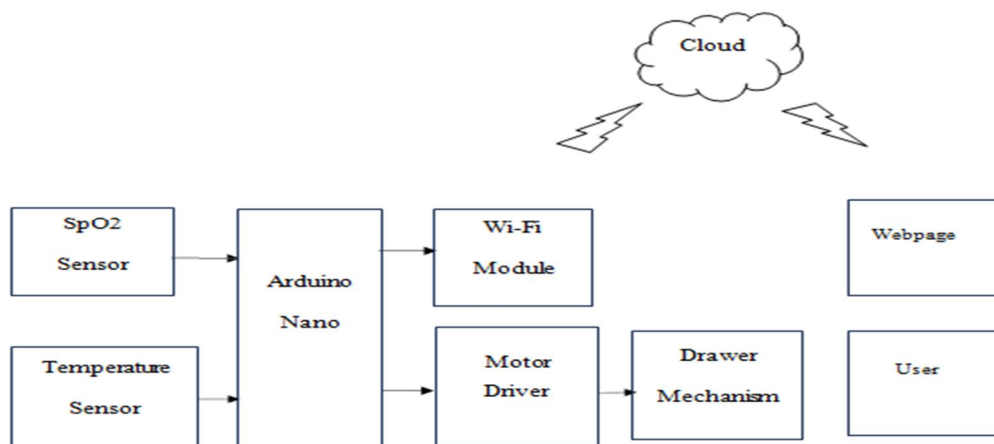 Cloud
SpO2
Sensor
Arduino
Nano
Wi-Fi
Module
Webpage
Temperature
Sensor
Motor
Driver
Drawer
Mechanism
User